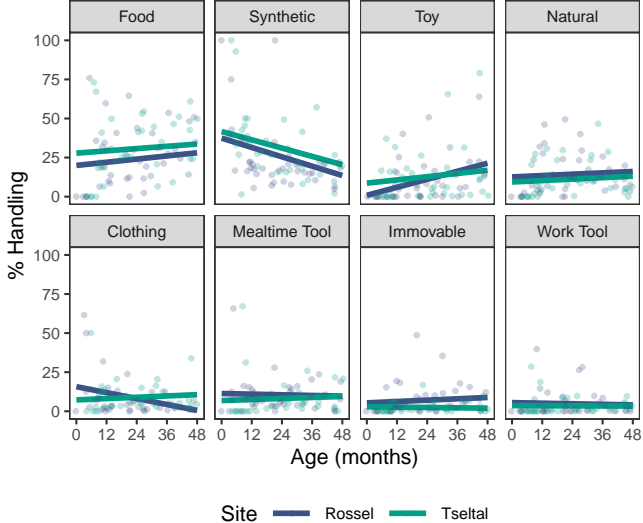 Food Synthetic Toy Natural
100
75
50
25
0
Clothing Mealtime Tool Immovable Work Tool
100
75
50
25
0
0 12 24 36 48 0 12 24 36 48 0 12 24 36 48 0 12 24 36 48
% Handling
Age (months)
Site Rossel Tseltal